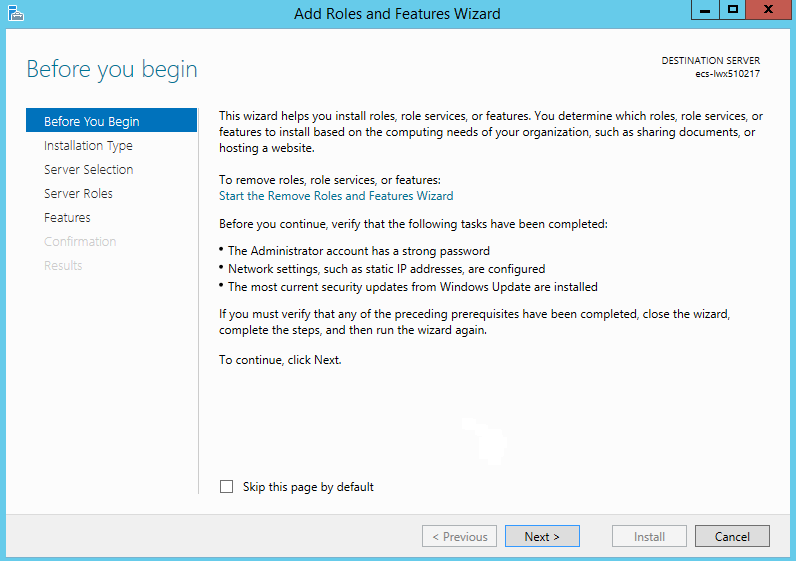 Add Roles and Features Wizard
Before you begin
DESTINATION SERVER
ecs-lwx510217
Before You Begin
Installation Type
Server Selection
Server Roles
Features
Confirmation
Results
This wizard helps you install roles, role services, or features. You determine which roles, role services, or
features to install based on the computing needs of your organization, such as sharing documents, or
hosting a website.
To remove roles, role services, or features:
Start the Remove Roles and Features Wizard
Before you continue, verify that the following tasks have been completed:
• The Administrator account has a strong password
• Network settings, such as static IP addresses, are configured
• The most current security updates from Windows Update are installed
If you must verify that any of the preceding prerequisites have been completed, close the wizard,
complete the steps, and then run the wizard again.
To continue, click Next.
Skip this page by default
< Previous
Next >
Install
Cancel